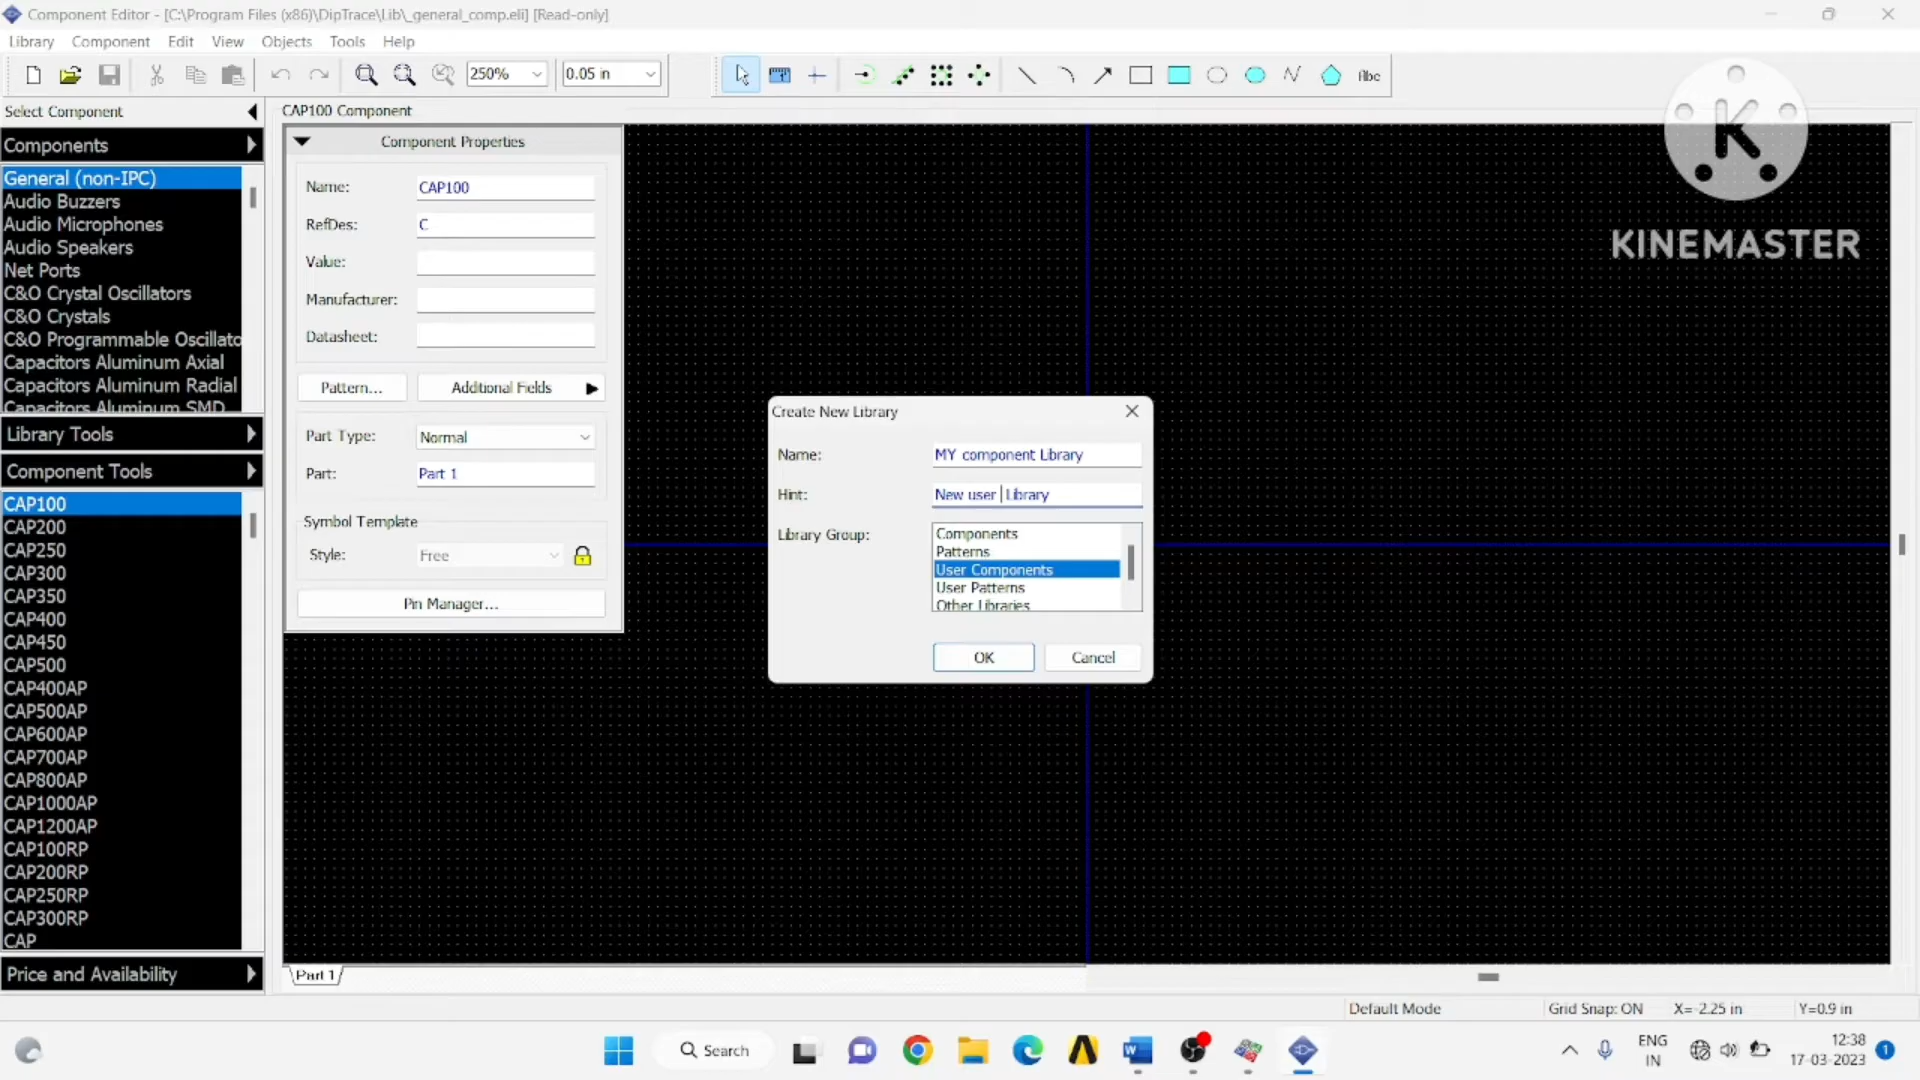 Component Editor - [C:\Program Files (x86)\DipTrace\Lib\_general_comp.eli] [Read-only]
Library Component Edit View Objects Tools Help
250% 0.05 in Abc
Select Component
CAP100 Component
Components
General (non-IPC)
Audio Buzzers
Audio Microphones
Audio Speakers
Net Ports
C&O Crystal Oscillators
C&O Crystals
C&O Programmable Oscillato
Capacitors Aluminum Axial
Capacitors Aluminum Radial
Capacitors Aluminum SMD
Library Tools
Component Tools
CAP100
CAP200
CAP250
CAP300
CAP350
CAP400
CAP450
CAP500
CAP400AP
CAP500AP
CAP600AP
CAP700AP
CAP800AP
CAP1000AP
CAP1200AP
CAP100RP
CAP200RP
CAP250RP
CAP300RP
CAP
Price and Availability
Component Properties
Name: CAP100
RefDes: C
Value:
Manufacturer:
Datasheet:
Pattern... Additional Fields
Part Type: Normal
Part: Part 1
Symbol Template
Style: Free
Pin Manager...
Part 1
Create New Library
Name: MY component Library
Hint: New user Library
Library Group:
Components
Patterns
User Components
User Patterns
Other Libraries
OK Cancel
K
KINEMASTER
Default Mode Grid Snap: ON X=-2.25 in Y=0.9 in
Search
ENG
IN
12:38
17-03-2023
1